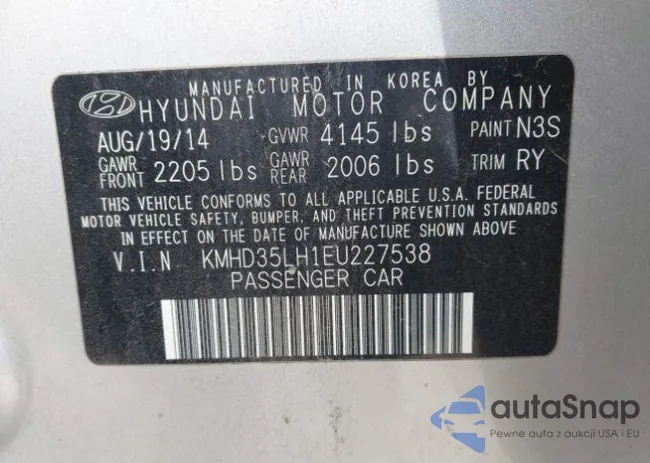 MANUFACTURED IN KOREA BY
HYUNDAI MOTOR COMPANY
AUG/19/14 GVWR 4145 lbs PAINT N3S
GAWR FRONT 2205 lbs GAWR REAR 2006 lbs TRIM RY
THIS VEHICLE CONFORMS TO ALL APPLICABLE U.S.A. FEDERAL
MOTOR VEHICLE SAFETY, BUMPER, AND THEFT PREVENTION STANDARDS
IN EFFECT ON THE DATE OF MANUFACTURE SHOWN ABOVE
V.I.N KMHD35LH1EU227538
PASSENGER CAR
autaSnap
Pewne auta z aukcji USA i EU